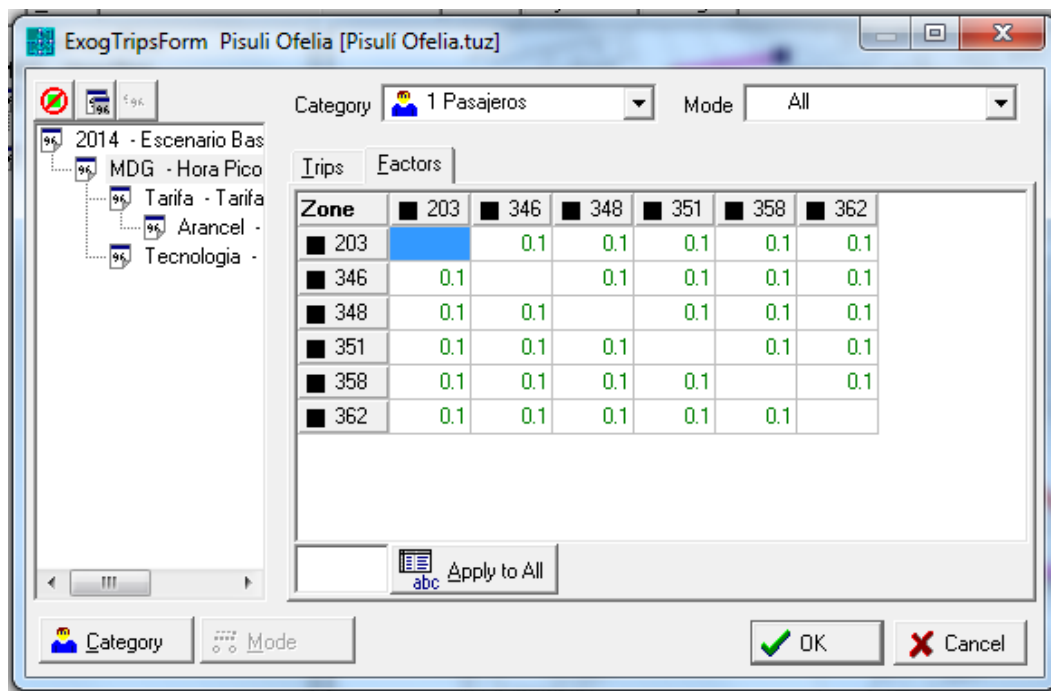 ExogTripsForm Pisuli Ofelia [Pisulí Ofelia.tuz]
Category 1 Pasajeros Mode All
2014 - Escenario Bas
MDG - Hora Pico
Tarifa - Tarifa
Arancel -
Tecnologia -
Trips Factors
Zone 203 346 348 351 358 362
203 0.1 0.1 0.1 0.1 0.1
346 0.1 0.1 0.1 0.1 0.1
348 0.1 0.1 0.1 0.1 0.1
351 0.1 0.1 0.1 0.1 0.1
358 0.1 0.1 0.1 0.1 0.1
362 0.1 0.1 0.1 0.1 0.1
abc Apply to All
Category Mode OK Cancel